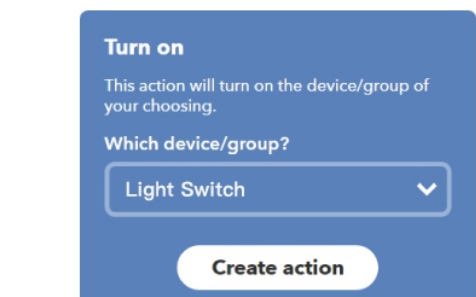 Turn on
This action will turn on the device/group of
your choosing.
Which device/group?
Light Switch
Create action